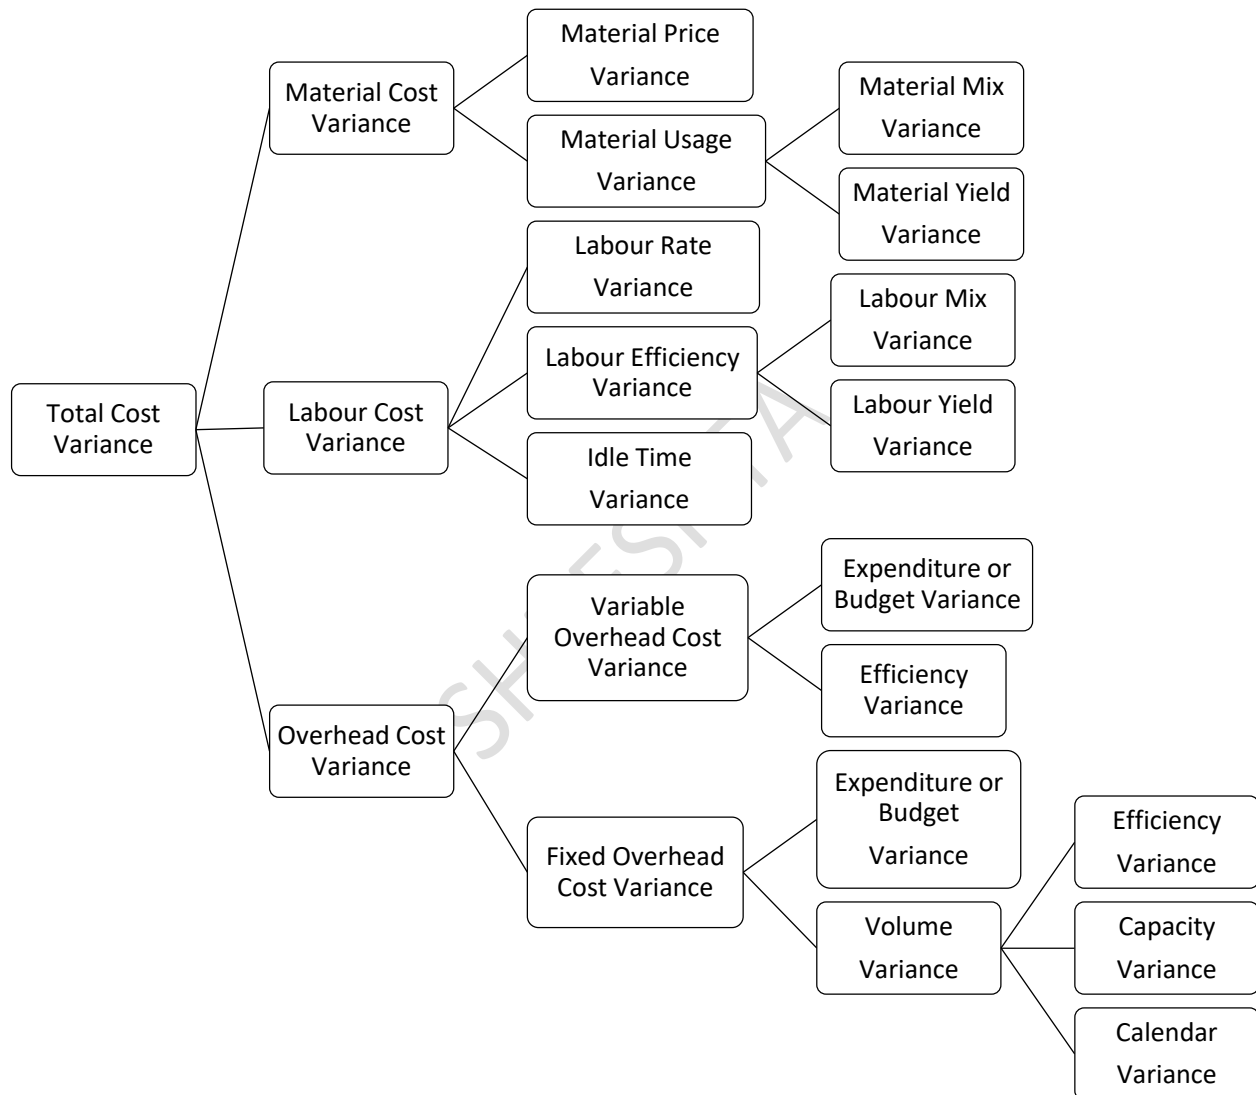 Material Price
Variance
Material Cost
Variance
Material Mix
Variance
Material Usage
Variance
Material Yield
Variance
Labour Rate
Variance
Labour Mix
Variance
Labour Efficiency
Variance
Total Cost
Variance
Labour Cost
Variance
Labour Yield
Variance
Idle Time
Variance
Expenditure or
Budget Variance
Variable
Overhead Cost
Variance
Efficiency
Variance
Overhead Cost
Variance
Expenditure or
Budget
Variance
Efficiency
Variance
Fixed Overhead
Cost Variance
Volume
Variance
Capacity
Variance
Calendar
Variance